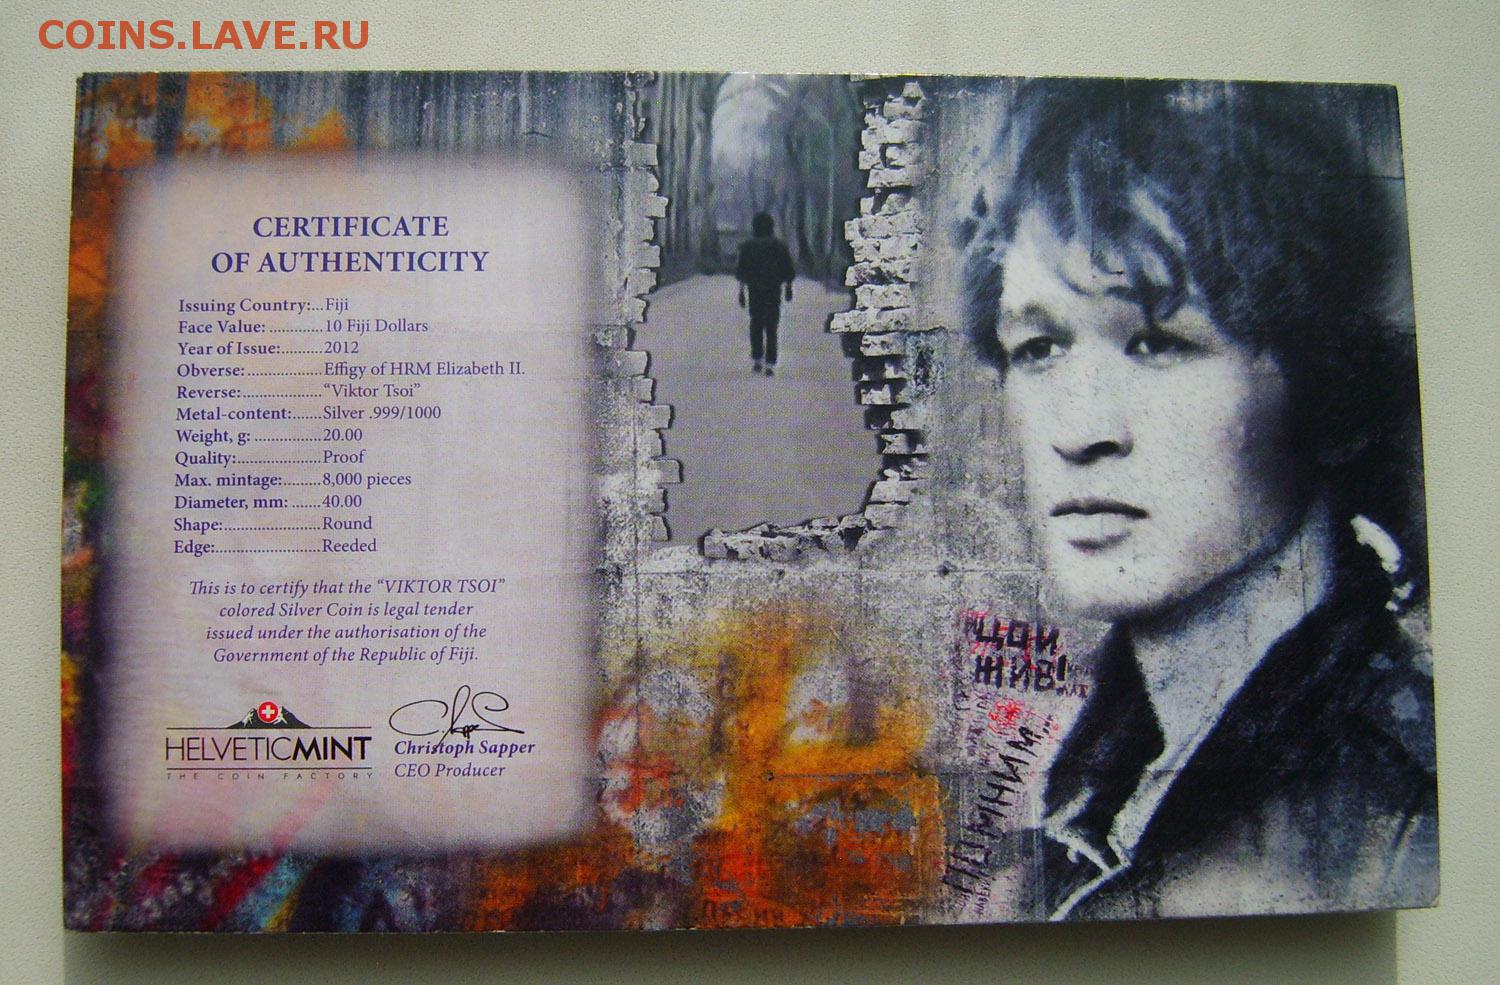 COINS.LAVE.RU
CERTIFICATE
OF AUTHENTICITY
Issuing Country:...Fiji
Face Value: ............10 Fiji Dollars
Year of Issue:..........2012
Obverse:..................Effigy of HRM Elizabeth II.
Reverse:...................“Viktor Tsoi”
Metal-content:.......Silver .999/1000
Weight, g: ................20.00
Quality:....................Proof
Max. mintage:.........8,000 pieces
Diameter, mm: .......40.00
Shape:.......................Round
Edge:.........................Reeded
This is to certify that the “VIKTOR TSOI”
colored Silver Coin is legal tender
issued under the authorisation of the
Government of the Republic of Fiji.
HELVETICMINT
THE COIN FACTORY
Christoph Sapper
CEO Producer
ЦОЙ
ЖИВ!